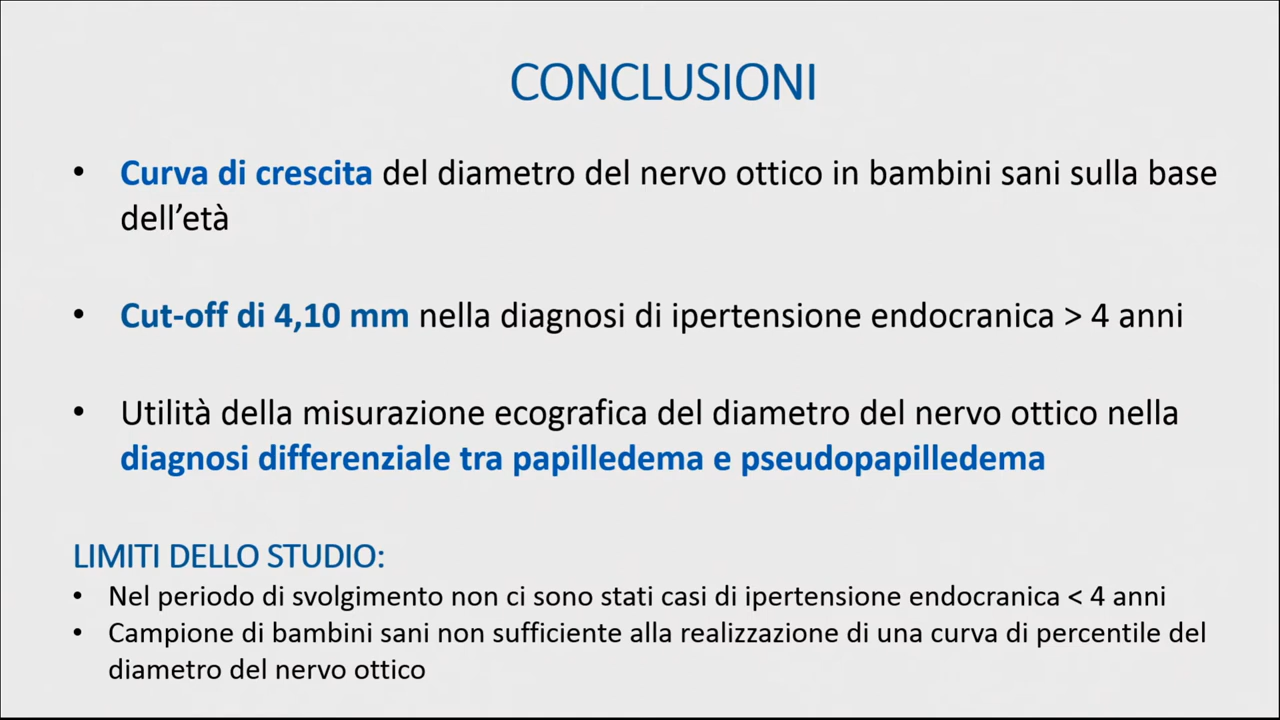 CONCLUSIONI
• Curva di crescita del diametro del nervo ottico in bambini sani sulla base
dell’età
• Cut-off di 4,10 mm nella diagnosi di ipertensione endocranica > 4 anni
• Utilità della misurazione ecografica del diametro del nervo ottico nella
diagnosi differenziale tra papilledema e pseudopapilledema
LIMITI DELLO STUDIO:
• Nel periodo di svolgimento non ci sono stati casi di ipertensione endocranica < 4 anni
• Campione di bambini sani non sufficiente alla realizzazione di una curva di percentile del
diametro del nervo ottico